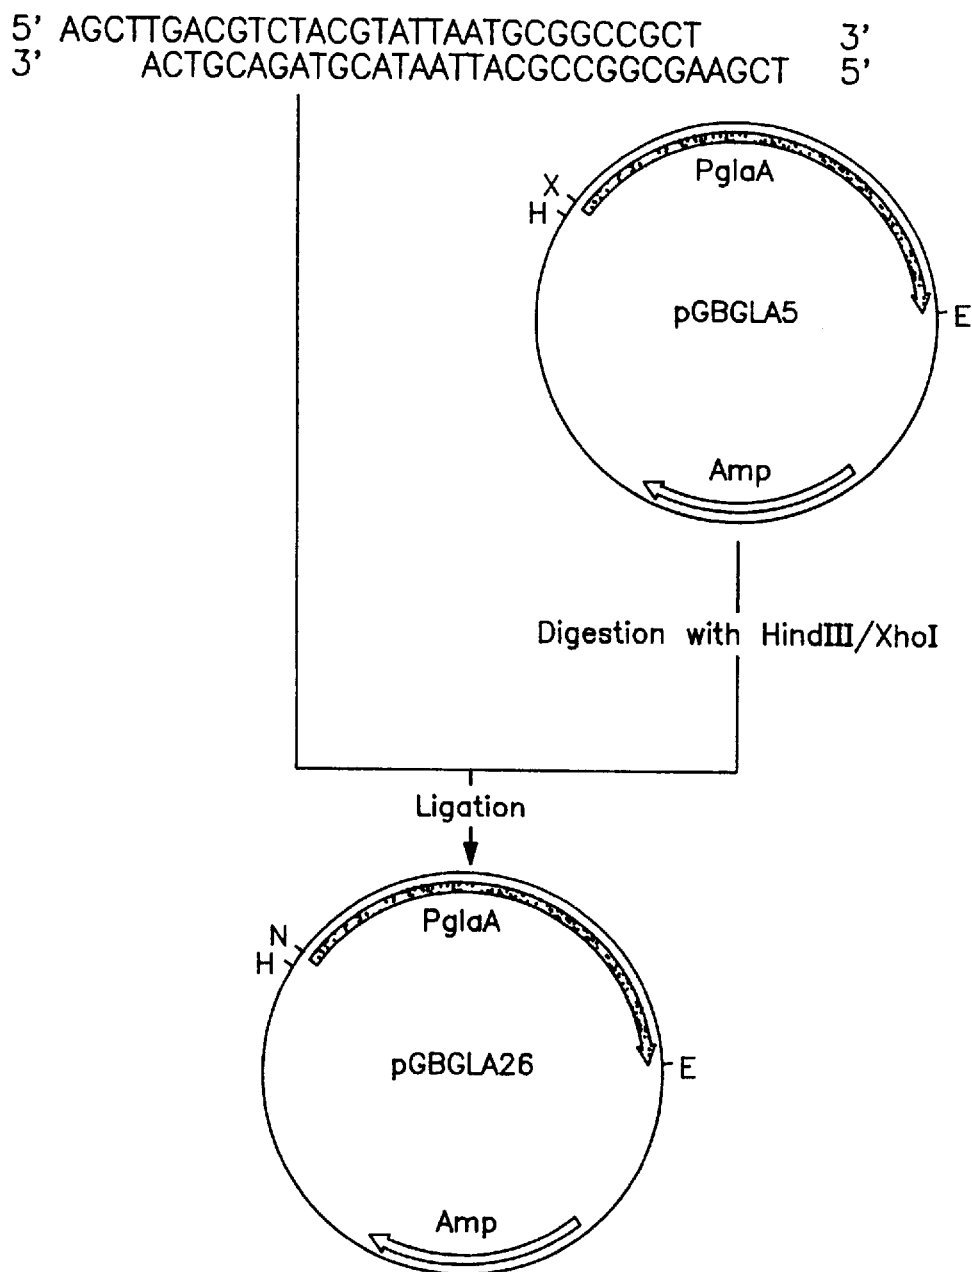 5' AGCTTGACGTCTACGTATTAATGCGGCCGCT 3'
3' ACTGCAGATGCATAATTACGCCGGCGAAGCT 5'
PglaA
X
H
pGBGLA5
E
Amp
Digestion with HindIII/XhoI
Ligation
PglaA
N
H
pGBGLA26
E
Amp